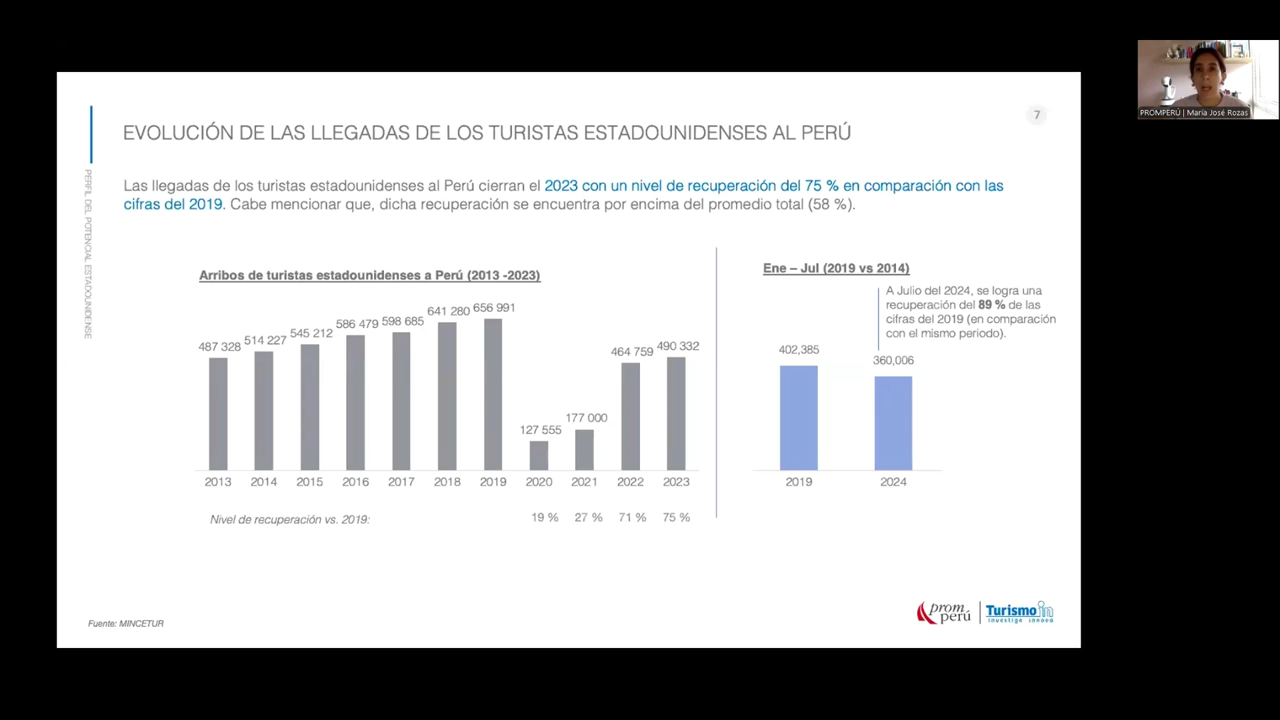 PROMPERÚ | María José Rozas
7
EVOLUCIÓN DE LAS LLEGADAS DE LOS TURISTAS ESTADOUNIDENSES AL PERÚ
PERFIL DEL POTENCIAL ESTADOUNIDENSE
Las llegadas de los turistas estadounidenses al Perú cierran el 2023 con un nivel de recuperación del 75 % en comparación con las
cifras del 2019. Cabe mencionar que, dicha recuperación se encuentra por encima del promedio total (58 %).
Arribos de turistas estadounidenses a Perú (2013 -2023)
487 328 514 227 545 212 586 479 598 685 641 280 656 991 127 555 177 000 464 759 490 332
2013 2014 2015 2016 2017 2018 2019 2020 2021 2022 2023
Nivel de recuperación vs. 2019: 19 % 27 % 71 % 75 %
Ene – Jul (2019 vs 2014)
A Julio del 2024, se logra una
recuperación del 89 % de las
cifras del 2019 (en comparación
con el mismo periodo).
402,385 360,006
2019 2024
Fuente: MINCETUR
prom
perú
Turismo in
investiga innova